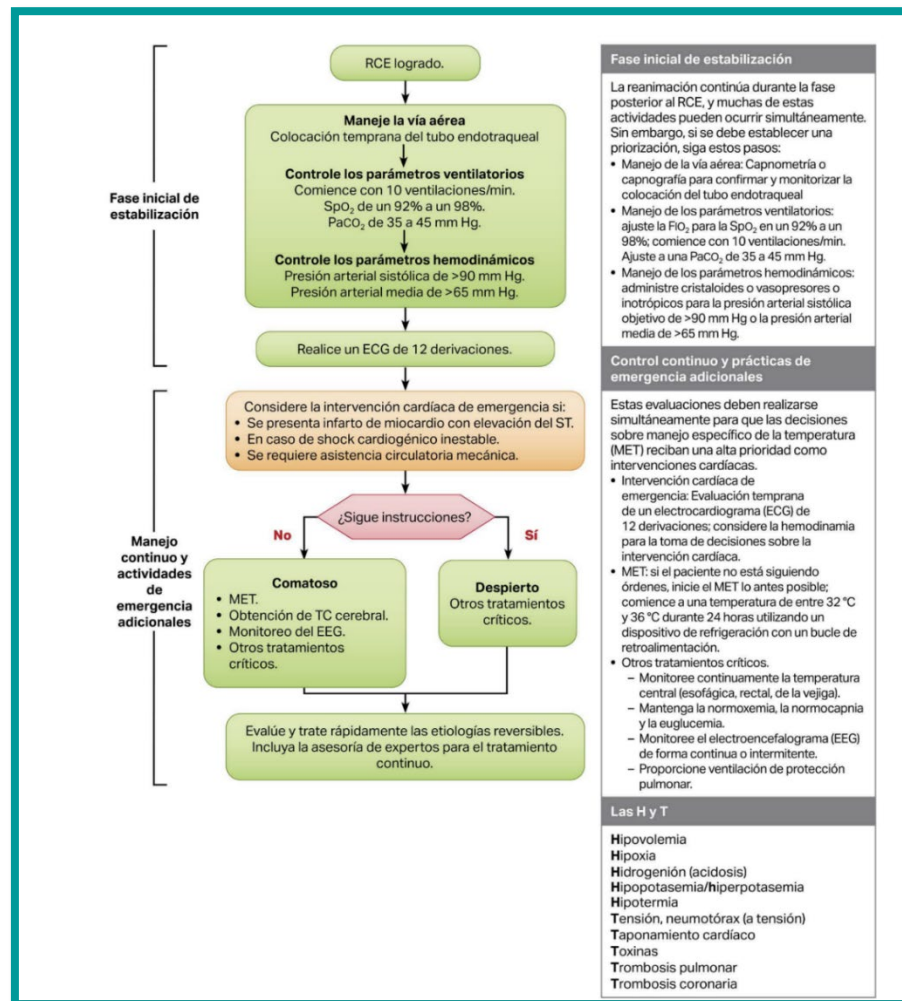 RCE logrado.
Fase inicial de
estabilización
Maneje la vía aérea
Colocación temprana del tubo endotraqueal
Controle los parámetros ventilatorios
Comience con 10 ventilaciones/min.
SpO₂ de un 92% a un 98%.
PaCO₂ de 35 a 45 mm Hg.
Controle los parámetros hemodinámicos
Presión arterial sistólica de >90 mm Hg.
Presión arterial media de >65 mm Hg.
Realice un ECG de 12 derivaciones.
Manejo
continuo y
actividades
de
emergencia
adicionales
Considere la intervención cardíaca de emergencia si:
• Se presenta infarto de miocardio con elevación del ST.
• En caso de shock cardiogénico inestable.
• Se requiere asistencia circulatoria mecánica.
¿Sigue instrucciones?
No
Sí
Comatoso
• MET.
• Obtención de TC cerebral.
• Monitoreo del EEG.
• Otros tratamientos
críticos.
Despierto
Otros tratamientos
críticos.
Evalúe y trate rápidamente las etiologías reversibles.
Incluya la asesoría de expertos para el tratamiento
continuo.
Fase inicial de estabilización
La reanimación continúa durante la fase
posterior al RCE, y muchas de estas
actividades pueden ocurrir simultáneamente.
Sin embargo, si se debe establecer una
priorización, siga estos pasos:
• Manejo de la vía aérea: Capnometría o
capnografía para confirmar y monitorizar la
colocación del tubo endotraqueal
• Manejo de los parámetros ventilatorios:
ajuste la FIO₂ para la SpO₂ en un 92% a un
98%; comience con 10 ventilaciones/min.
Ajuste a una PaCO₂ de 35 a 45 mm Hg.
• Manejo de los parámetros hemodinámicos:
administre cristaloides o vasopresores o
inotrópicos para la presión arterial sistólica
objetivo de >90 mm Hg o la presión arterial
media de >65 mm Hg.
Control continuo y prácticas de
emergencia adicionales
Estas evaluaciones deben realizarse
simultáneamente para que las decisiones
sobre manejo específico de la temperatura
(MET) reciban una alta prioridad como
intervenciones cardíacas.
• Intervención cardíaca de
emergencia: Evaluación temprana
de un electrocardiograma (ECG) de
12 derivaciones; considere la hemodinamia
para la toma de decisiones sobre la
intervención cardíaca.
• MET: si el paciente no está siguiendo
órdenes, inicie el MET lo antes posible;
comience a una temperatura de entre 32 °C
y 36 °C durante 24 horas utilizando un
dispositivo de refrigeración con un bucle de
retroalimentación.
• Otros tratamientos críticos.
– Monitoree continuamente la temperatura
central (esofágica, rectal, de la vejiga).
– Mantenga la normoxemia, la normocapnia
y la euglucemia.
– Monitoree el electroencefalograma (EEG)
de forma continua o intermitente.
– Proporcione ventilación de protección
pulmonar.
Las H y T
Hipovolemia
Hipoxia
Hidrogenión (acidosis)
Hipopotasemia/hiperpotasemia
Hipotermia
Tensión, neumotórax (a tensión)
Taponamiento cardíaco
Toxinas
Trombosis pulmonar
Trombosis coronaria